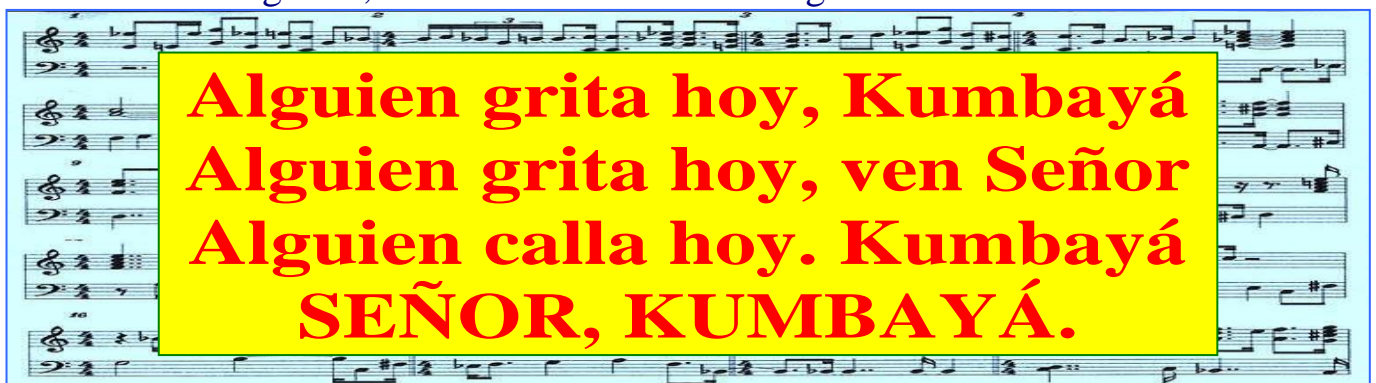 Alguien grita hoy, Kumbayá
Alguien grita hoy, ven Señor
Alguien calla hoy. Kumbayá
SEÑOR, KUMBAYÁ.